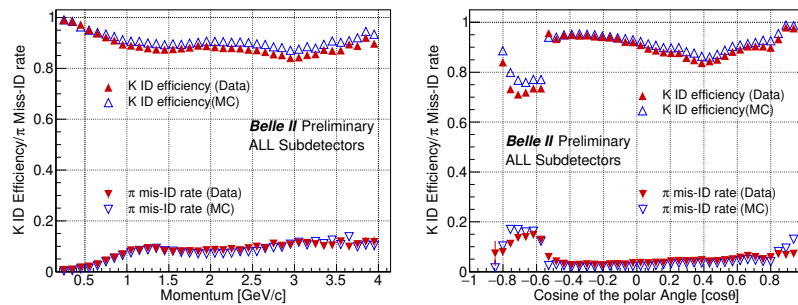 K ID Efficiency/π Miss-ID rate
1
0.8
0.6
0.4
0.2
0
K ID efficiency (Data)
K ID efficiency(MC)
Belle II Preliminary
ALL Subdetectors
π mis-ID rate (Data)
π mis-ID rate (MC)
0.5 1 1.5 2 2.5 3 3.5 4
Momentum [GeV/c]
K ID Efficiency/π Miss-ID rate
1
0.8
0.6
0.4
0.2
0
K ID efficiency (Data)
K ID efficiency (MC)
Belle II Preliminary
ALL Subdetectors
π mis-ID rate (Data)
π mis-ID rate (MC)
−1 −0.8 −0.6 −0.4 −0.2 0 0.2 0.4 0.6 0.8 1
Cosine of the polar Angle [cosθ]